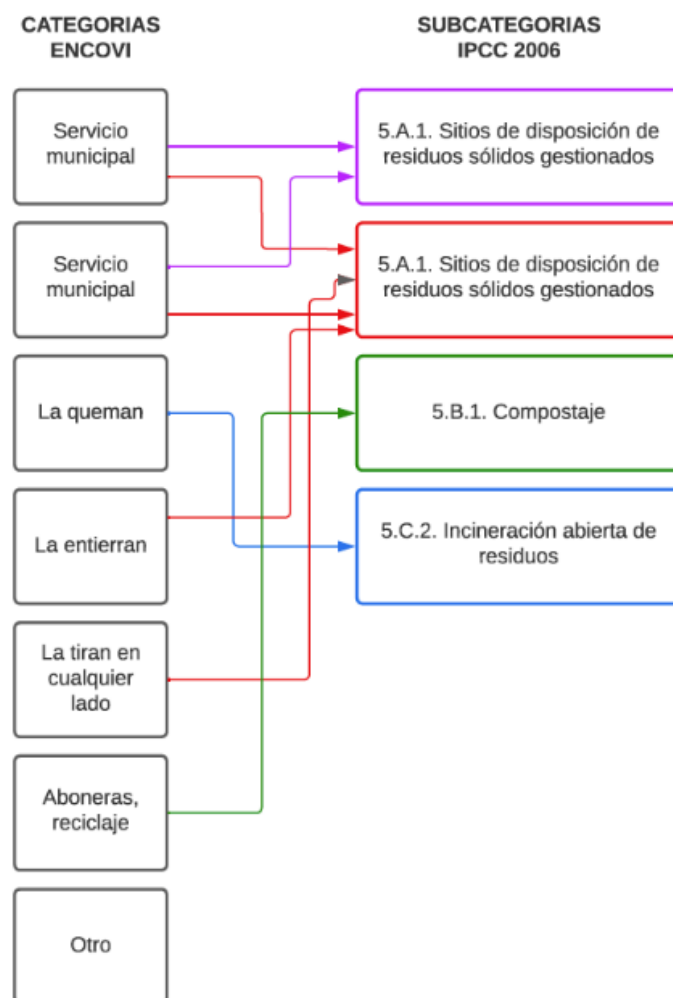 CATEGORIAS
ENCOVI
SUBCATEGORIAS
IPCC 2006
Servicio
municipal
5.A.1. Sitios de disposición de
residuos sólidos gestionados
Servicio
municipal
5.A.1. Sitios de disposición de
residuos sólidos gestionados
La queman
5.B.1. Compostaje
La entierran
5.C.2. Incineración abierta de
residuos
La tiran en
cualquier
lado
Aboneras,
reciclaje
Otro